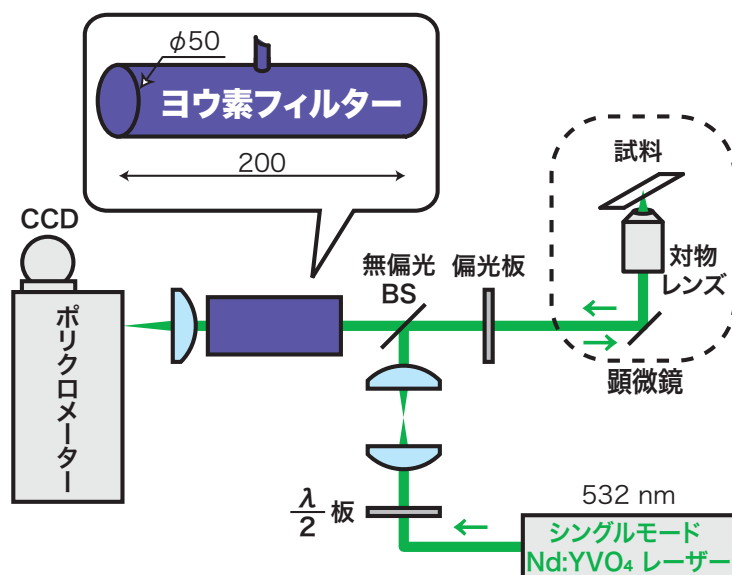 φ50
ヨウ素フィルター
200
試料
CCD
無偏光
BS
偏光板
対物
レンズ
ポリクロメーター
顕微鏡
λ/2 板
532 nm
シングルモード
Nd:YVO₄ レーザー